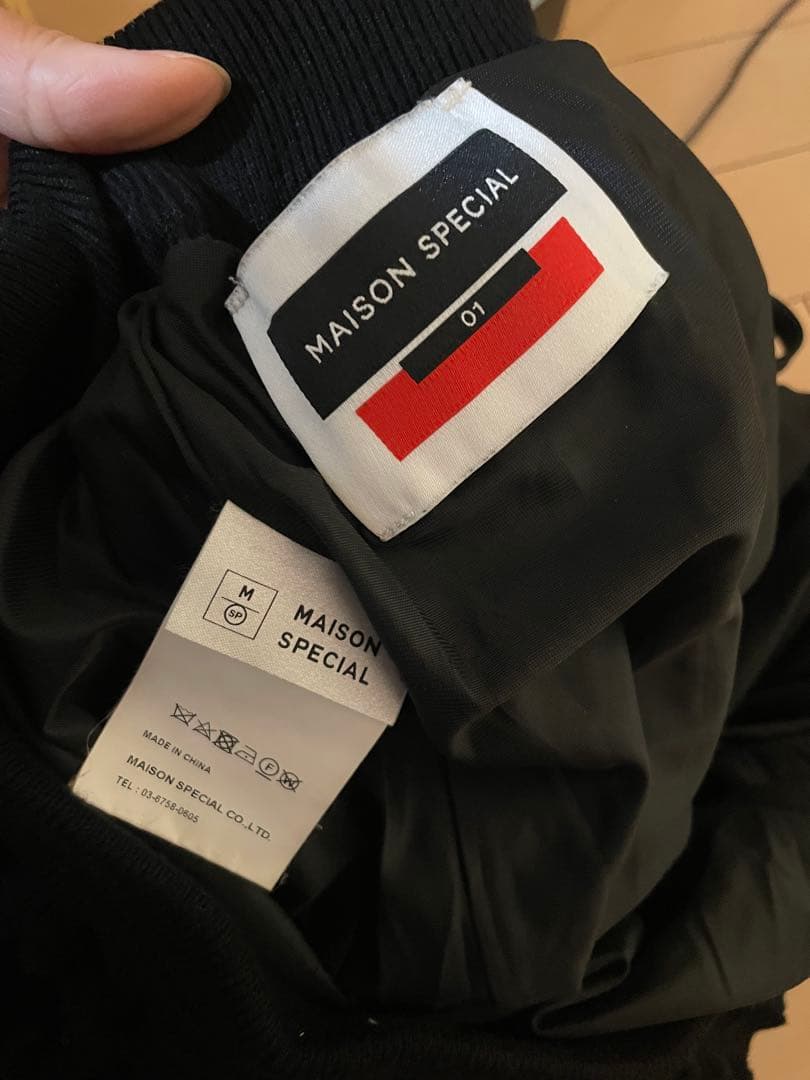 MAISON SPECIAL
01
M
SP
MAISON
SPECIAL
F
W
MADE IN CHINA
MAISON SPECIAL CO.,LTD.
TEL : 03-6758-0605